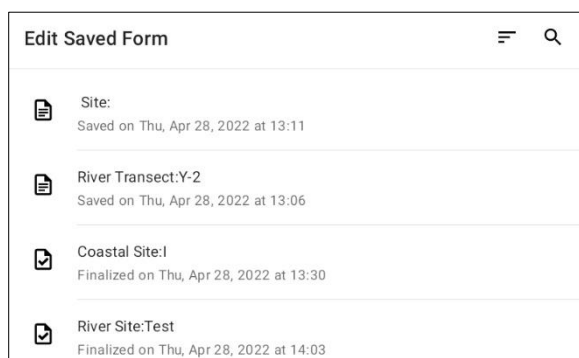 Edit Saved Form
Site:
Saved on Thu, Apr 28, 2022 at 13:11
River Transect:Y-2
Saved on Thu, Apr 28, 2022 at 13:06
Coastal Site:I
Finalized on Thu, Apr 28, 2022 at 13:30
River Site:Test
Finalized on Thu, Apr 28, 2022 at 14:03